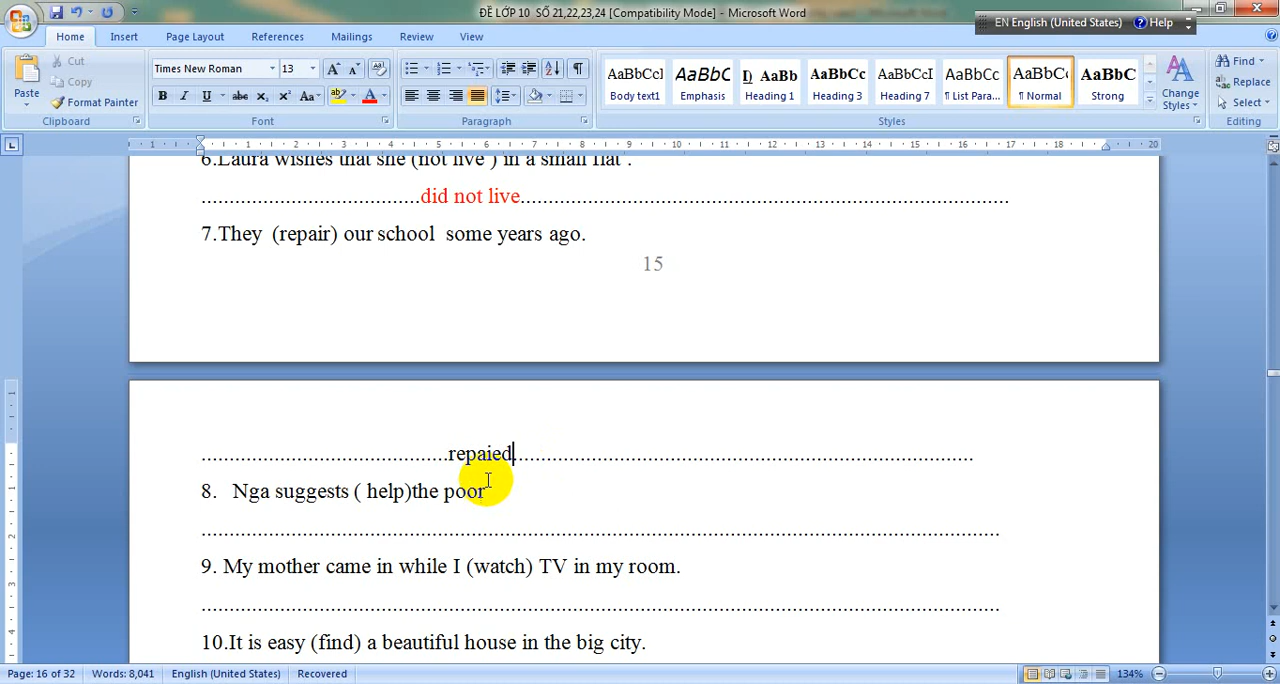 ĐỀ LỚP 10 SỐ 21,22,23,24 [Compatibility Mode] - Microsoft Word
EN English (United States) Help
Home Insert Page Layout References Mailings Review View
Paste Cut Copy Format Painter
Times New Roman 13
AaBbCcI AaBbC I) AaBb AaBbCc AaBbCcI AaBbCc AaBbCc AaBbC
Body text1 Emphasis Heading 1 Heading 3 Heading 7 ¶ List Para... ¶ Normal Strong
Change Styles
Find Replace Select
Clipboard Font Paragraph Styles Editing
6.Laura wishes that she (not live ) in a small flat .
........................................did not live..........................................................................................
7.They (repair) our school some years ago.
15
..............................................repaied.....................................................................................
8. Nga suggests ( help)the poor
....................................................................................................................................................
9. My mother came in while I (watch) TV in my room.
....................................................................................................................................................
10.It is easy (find) a beautiful house in the big city.
Page: 16 of 32 Words: 8,041 English (United States) Recovered 134%